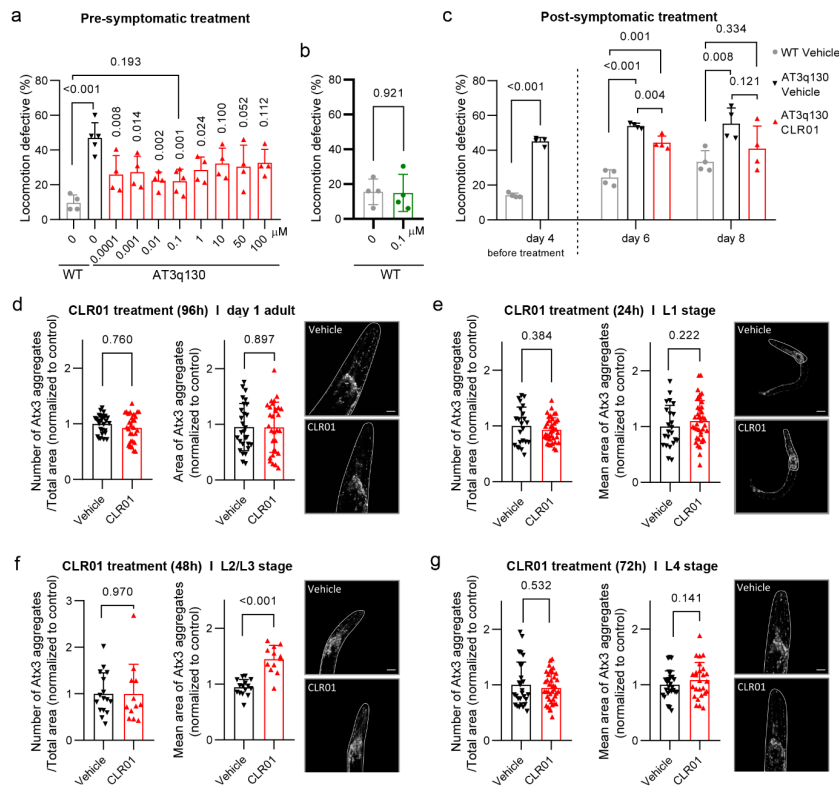 a
Pre-symptomatic treatment
Locomotion defective (%)
80
60
40
20
0
0.193
<0.001
0.008
0.014
0.002
0.001
0.024
0.100
0.052
0.112
0
0
0.0001
0.001
0.01
0.1
1
10
50
100
μM
WT
AT3q130
b
Locomotion defective (%)
80
60
40
20
0
0.921
0
0.1
μM
WT
c
Post-symptomatic treatment
Locomotion defective (%)
80
60
40
20
0
<0.001
0.001
<0.001
0.004
0.334
0.008
0.121
day 4
before treatment
day 6
day 8
WT Vehicle
AT3q130
Vehicle
AT3q130
CLR01
d
CLR01 treatment (96h) I day 1 adult
Number of Atx3 aggregates
/Total area (normalized to control)
2
1
0
0.760
Vehicle
CLR01
Area of Atx3 aggregates
(normalized to control)
2
1
0
0.897
Vehicle
CLR01
Vehicle
CLR01
e
CLR01 treatment (24h) I L1 stage
Number of Atx3 aggregates
/Total area (normalized to control)
2
1
0
0.384
Vehicle
CLR01
Mean area of Atx3 aggregates
(normalized to control)
2
1
0
0.222
Vehicle
CLR01
Vehicle
CLR01
f
CLR01 treatment (48h) I L2/L3 stage
Number of Atx3 aggregates
/Total area (normalized to control)
3
2
1
0
0.970
Vehicle
CLR01
Mean area of Atx3 aggregates
(normalized to control)
3
2
1
0
<0.001
Vehicle
CLR01
Vehicle
CLR01
g
CLR01 treatment (72h) I L4 stage
Number of Atx3 aggregates
/Total area (normalized to control)
2
1
0
0.532
Vehicle
CLR01
Mean area of Atx3 aggregates
(normalized to control)
2
1
0
0.141
Vehicle
CLR01
Vehicle
CLR01